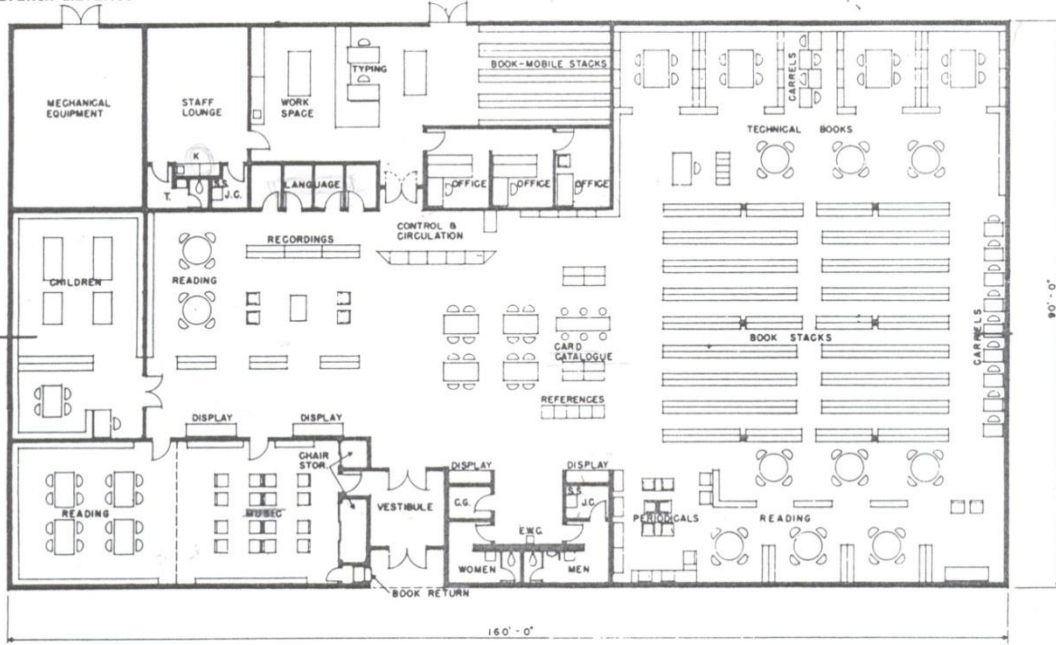 MECHANICAL
EQUIPMENT
STAFF
LOUNGE
K
T.
S.S.
J.C.
WORK
SPACE
TYPING
BOOK-MOBILE STACKS
LANGUAGE
OFFICE
OFFICE
OFFICE
CARRELS
TECHNICAL BOOKS
CHILDREN
READING
RECORDINGS
CONTROL &
CIRCULATION
CARD
CATALOGUE
REFERENCES
BOOK STACKS
CARRELS
90'-0"
DISPLAY
DISPLAY
CHAIR
STOR.
READING
MUSIC
VESTIBULE
DISPLAY
C.G.
DISPLAY
S.S.
J.C.
E.W.C.
WOMEN
MEN
PERIODICALS
READING
BOOK RETURN
160'-0"